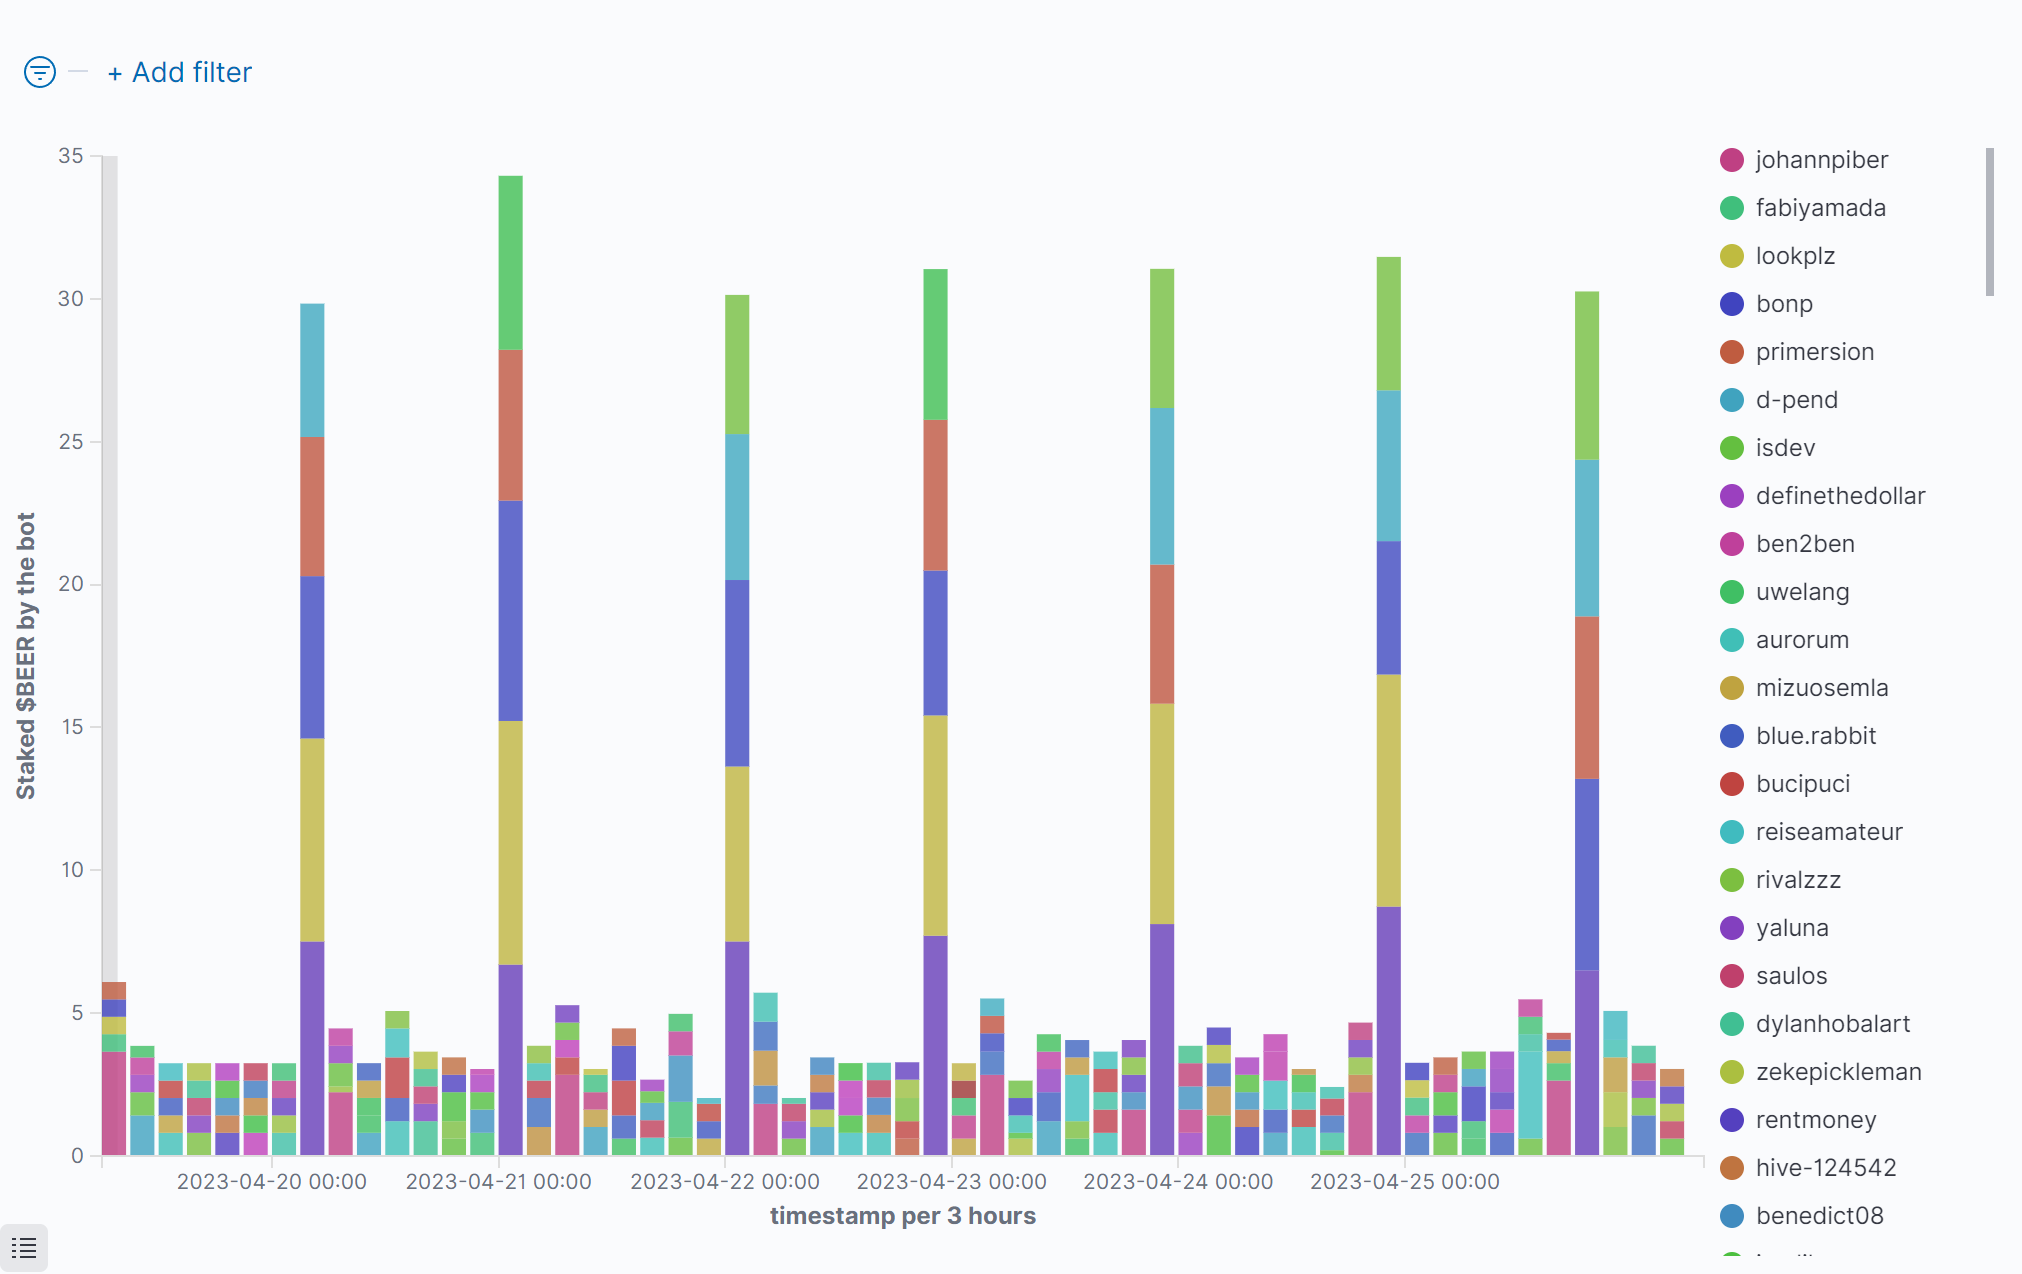 + Add filter
35
30
25
20
15
10
5
0
Staked $BEER by the bot
2023-04-20 00:00
2023-04-21 00:00
2023-04-22 00:00
2023-04-23 00:00
2023-04-24 00:00
2023-04-25 00:00
timestamp per 3 hours
johannpiber
fabiyamada
lookplz
bonp
primersion
d-pend
isdev
definethedollar
ben2ben
uwelang
aurorum
mizuosemla
blue.rabbit
bucipuci
reiseamateur
rivalzzz
yaluna
saulos
dylanhobalart
zekepickleman
rentmoney
hive-124542
benedict08